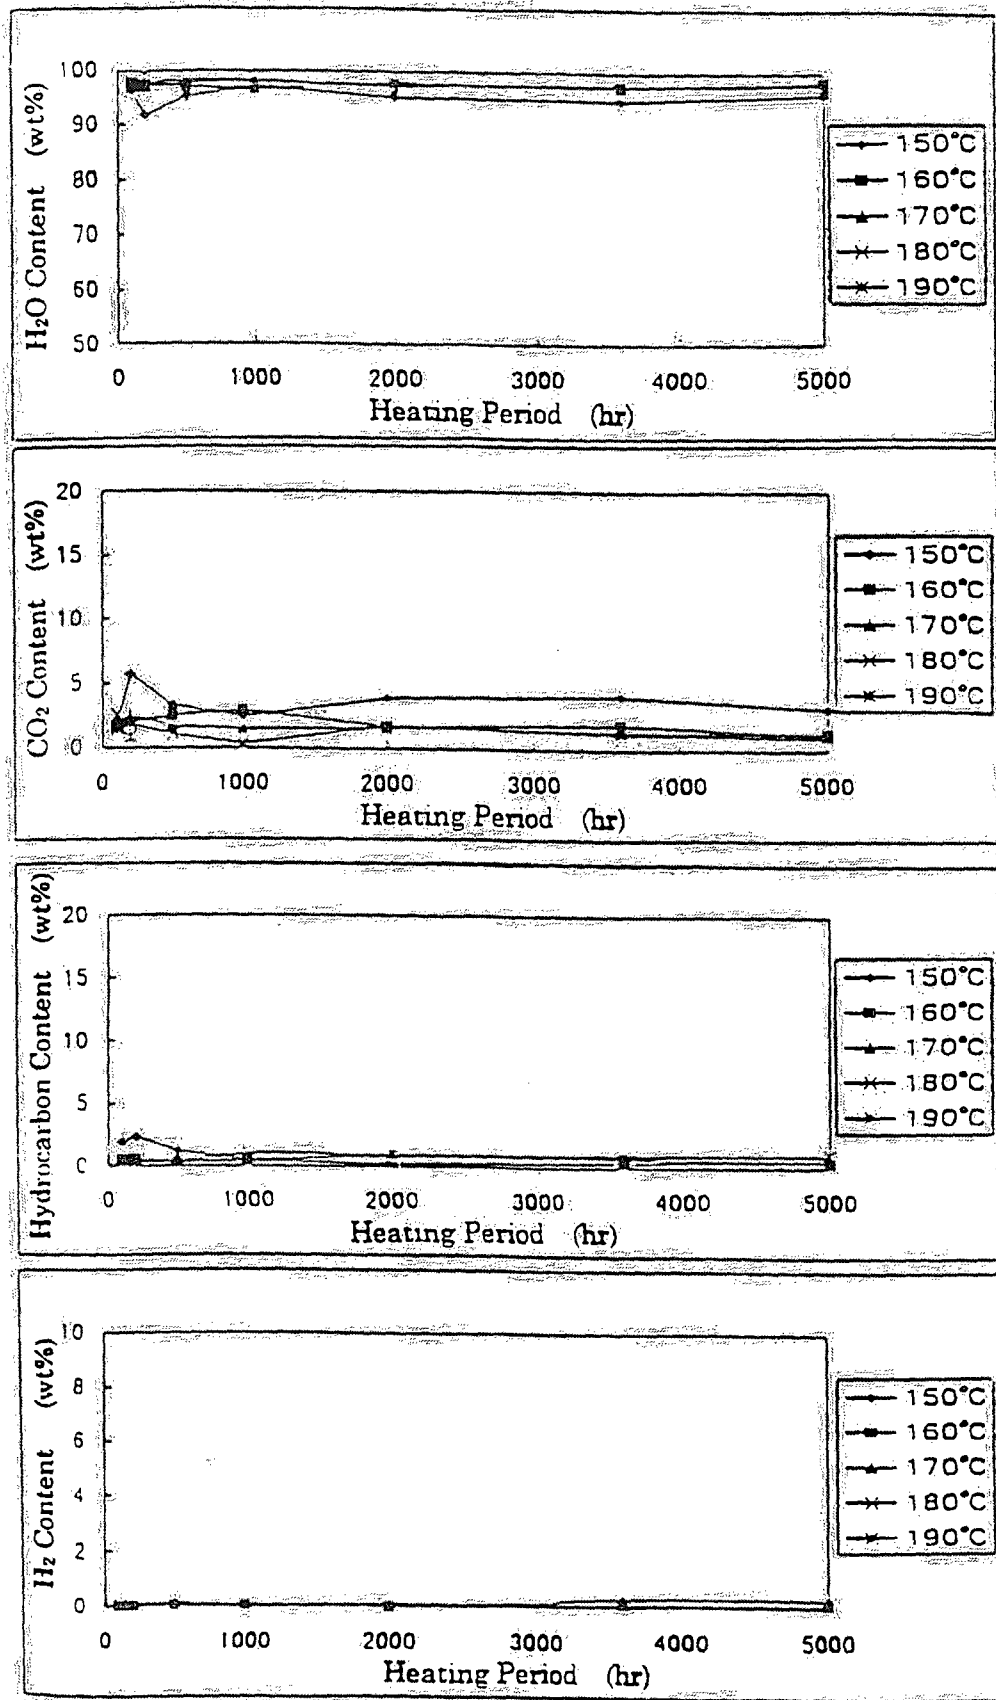 H₂O Content (wt%)
100
90
80
70
60
50
0 1000 2000 3000 4000 5000
Heating Period (hr)
150°C
160°C
170°C
180°C
190°C
CO₂ Content (wt%)
20
15
10
5
0
0 1000 2000 3000 4000 5000
Heating Period (hr)
150°C
160°C
170°C
180°C
190°C
Hydrocarbon Content (wt%)
20
15
10
5
0
0 1000 2000 3000 4000 5000
Heating Period (hr)
150°C
160°C
170°C
180°C
190°C
H₂ Content (wt%)
10
8
6
4
2
0
0 1000 2000 3000 4000 5000
Heating Period (hr)
150°C
160°C
170°C
180°C
190°C